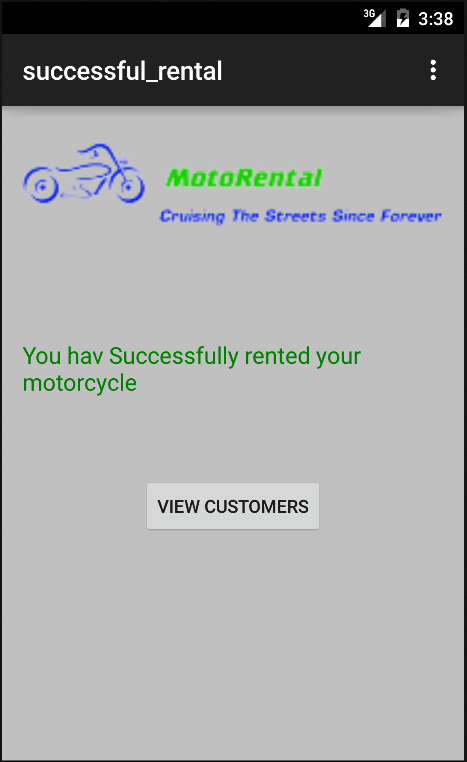 3G 3:38
successful_rental
MotoRental
Cruising The Streets Since Forever
You hav Successfully rented your
motorcycle
VIEW CUSTOMERS